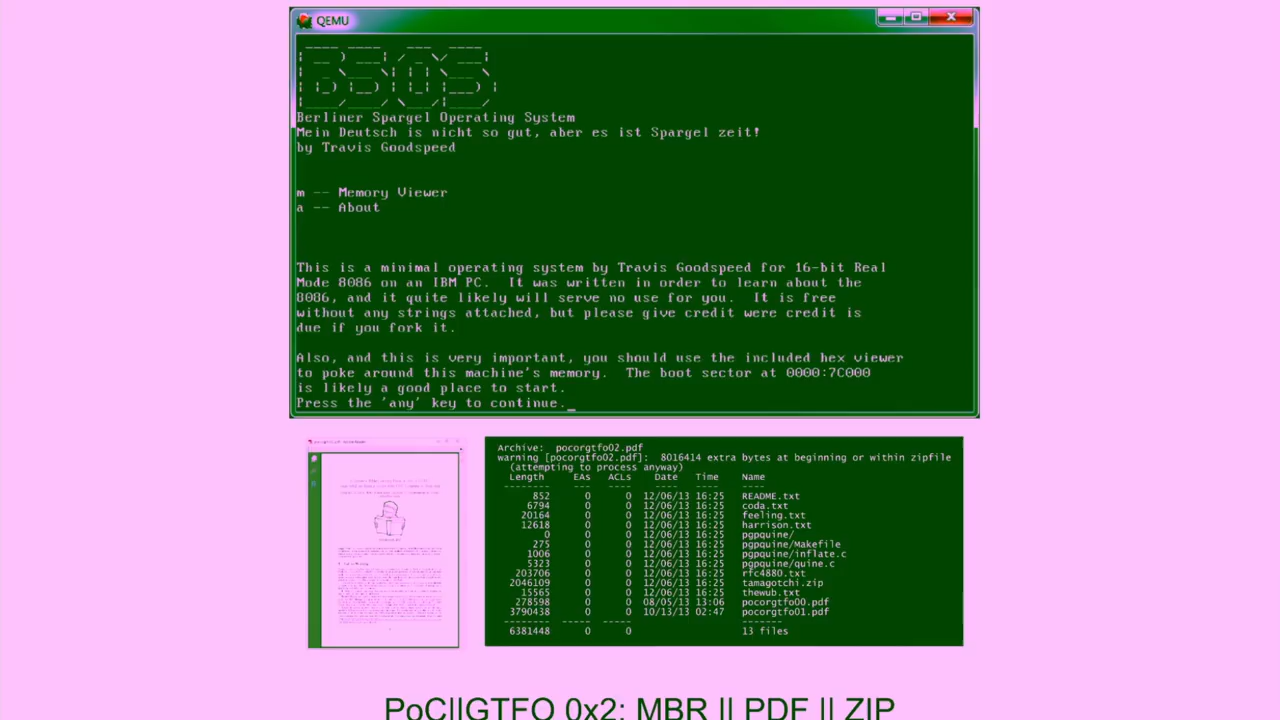 QEMU
BSOS
Berliner Spargel Operating System
Mein Deutsch is nicht so gut, aber es ist Spargel zeit!
by Travis Goodspeed
m -- Memory Viewer
a -- About
This is a minimal operating system by Travis Goodspeed for 16-bit Real
Mode 8086 on an IBM PC.  It was written in order to learn about the
8086, and it quite likely will serve no use for you.  It is free
without any strings attached, but please give credit were credit is
due if you fork it.
Also, and this is very important, you should use the included hex viewer
to poke around this machine's memory.  The boot sector at 0000:7C000
is likely a good place to start.
Press the 'any' key to continue._
Archive:  pocorgtfo02.pdf
warning [pocorgtfo02.pdf]:  8016414 extra bytes at beginning or within zipfile
(attempting to process anyway)
Length EAs ACLs Date Time Name
-------- ----- ----- ---- ---- ----
852 0 0 12/06/13 16:25 README.txt
6794 0 0 12/06/13 16:25 coda.txt
20164 0 0 12/06/13 16:25 feeling.txt
12618 0 0 12/06/13 16:25 harrison.txt
0 0 0 12/06/13 16:25 pgpquine/
275 0 0 12/06/13 16:25 pgpquine/Makefile
1006 0 0 12/06/13 16:25 pgpquine/inflate.c
5323 0 0 12/06/13 16:25 pgpquine/quine.c
203706 0 0 12/06/13 16:25 rfc4880.txt
2046109 0 0 12/06/13 16:25 tamagotchi.zip
15565 0 0 12/06/13 16:25 thewub.txt
278598 0 0 08/05/13 13:06 pocorgtfo00.pdf
3790438 0 0 10/13/13 02:47 pocorgtfo01.pdf
-------- ----- ----- -------
6381448 0 0 13 files
PoC||GTFO 0x2: MBR || PDF || ZIP